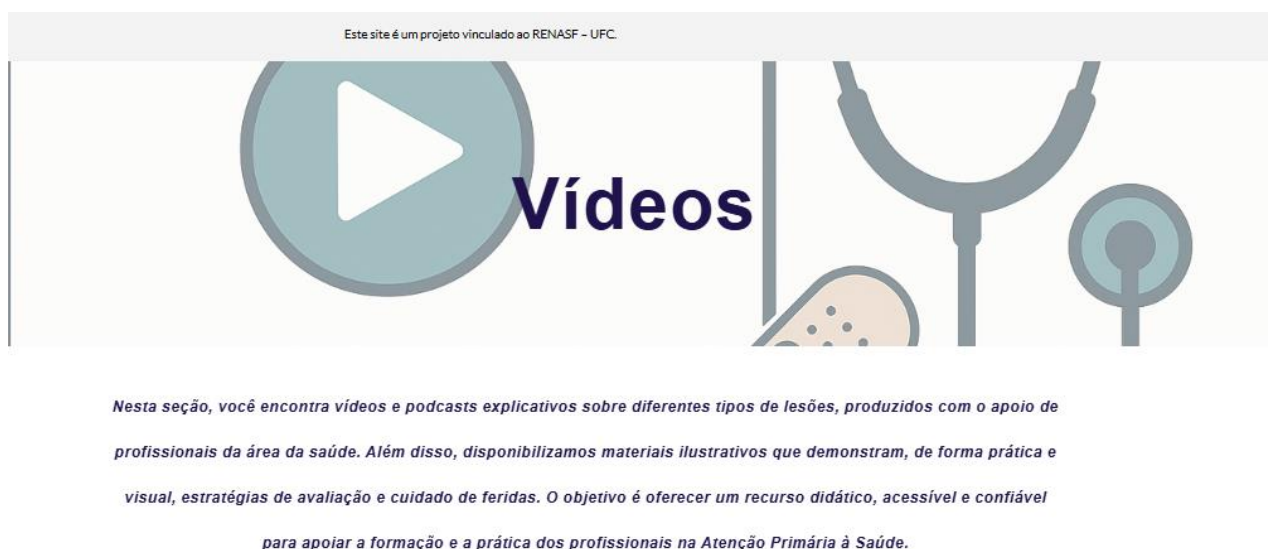 Este site é um projeto vinculado ao RENASF – UFC.
Vídeos
Nesta seção, você encontra vídeos e podcasts explicativos sobre diferentes tipos de lesões, produzidos com o apoio de
profissionais da área da saúde. Além disso, disponibilizamos materiais ilustrativos que demonstram, de forma prática e
visual, estratégias de avaliação e cuidado de feridas. O objetivo é oferecer um recurso didático, acessível e confiável
para apoiar a formação e a prática dos profissionais na Atenção Primária à Saúde.